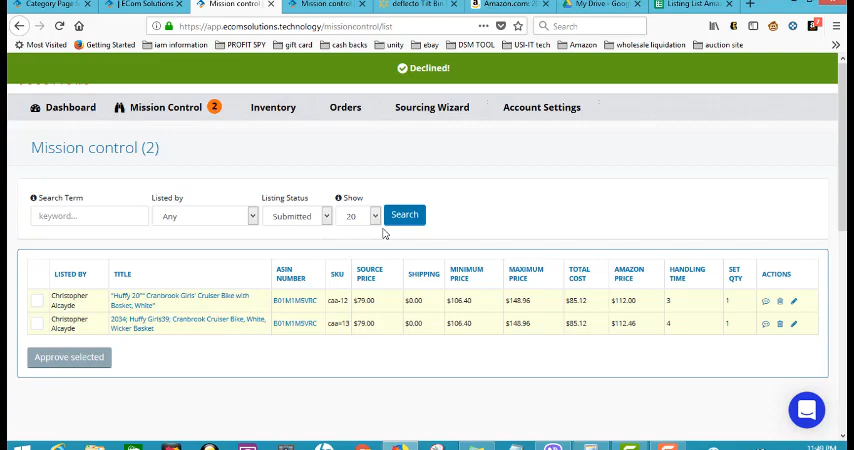 Category Page S
| ECom Solutions
Mission control
Mission control
deflecto Tilt Bin
Amazon.com:
My Drive - Goog
Listing List Ama
https://app.ecomsolutions.technology/missioncontrol/list
Search
Most Visited Getting Started iam information PROFIT SPY gift card cash backs unity ebay DSM TOOL USI-IT tech Amazon wholesale liquidation auction site
Declined!
Dashboard Mission Control 2 Inventory Orders Sourcing Wizard Account Settings
Mission control (2)
Search Term Listed by Listing Status Show
keyword... Any Submitted 20 Search
LISTED BY TITLE ASIN NUMBER SKU SOURCE PRICE SHIPPING MINIMUM PRICE MAXIMUM PRICE TOTAL COST AMAZON PRICE HANDLING TIME SET QTY ACTIONS
Christopher Alcayde "Huffy 20"" Cranbrook Girls' Cruiser Bike with Basket, White" B01M1M5VRC caa-12 $79.00 $0.00 $106.40 $148.96 $85.12 $112.00 3 1
Christopher Alcayde 2034; Huffy Girls39; Cranbrook Cruiser Bike, White, Wicker Basket B01M1M5VRC caa=13 $79.00 $0.00 $106.40 $148.96 $85.12 $112.46 4 1
Approve selected
11:49 PM